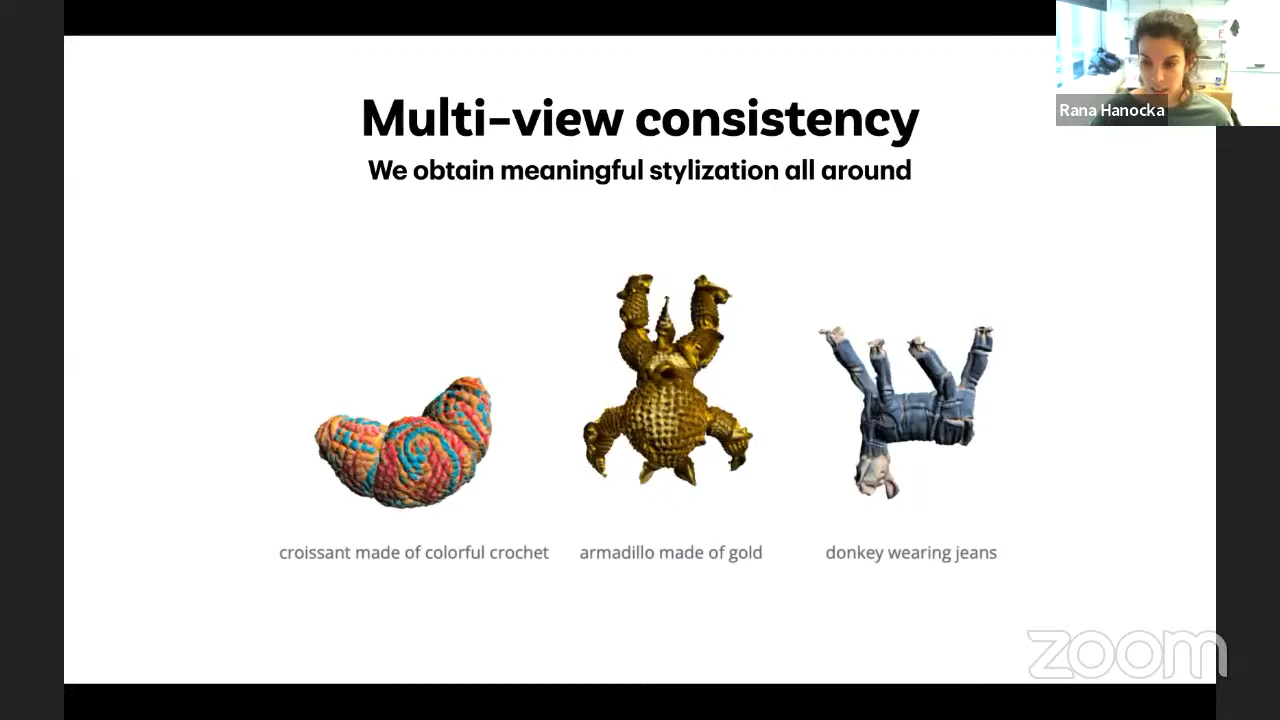 Multi-view consistency
We obtain meaningful stylization all around
Rana Hanocka
croissant made of colorful crochet
armadillo made of gold
donkey wearing jeans
zoom